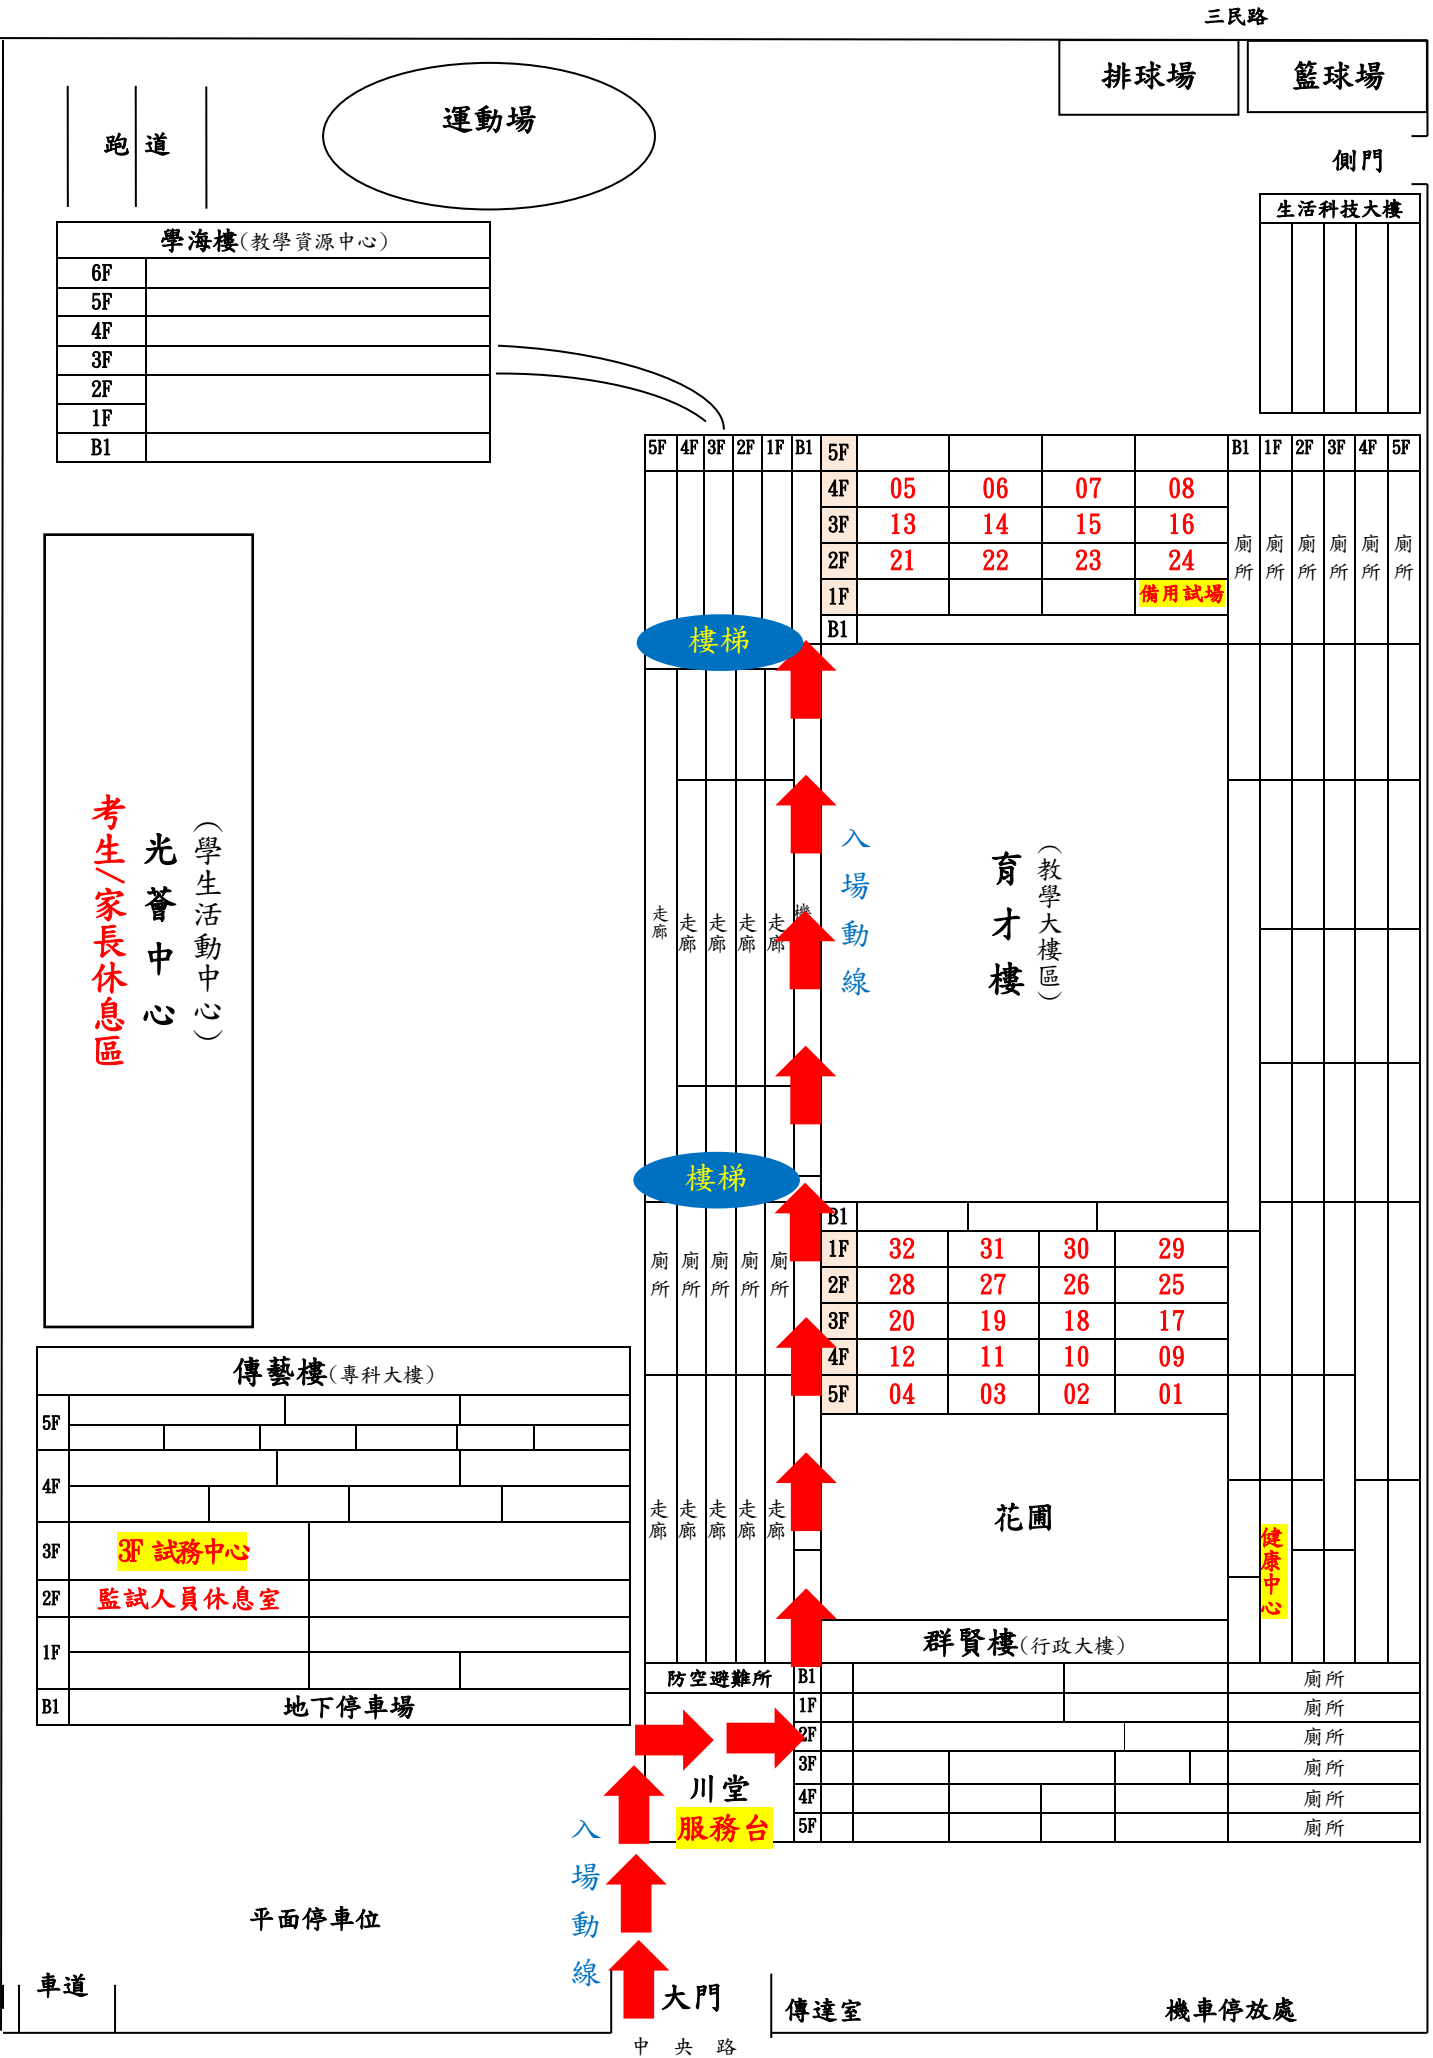 三民路
排球場
籃球場
運動場
跑 道
側門
生活科技大樓
學海樓(教學資源中心)
6F
5F
4F
3F
2F
1F
B1
5F 4F 3F 2F 1F B1
5F
4F 05 06 07 08
3F 13 14 15 16
2F 21 22 23 24
1F 備用試場
B1
B1 1F 2F 3F 4F 5F
廁所 廁所 廁所 廁所 廁所 廁所
樓梯
走廊 走廊 走廊 走廊 走廊
入場動線
育才樓
(教學大樓區)
考生/家長休息區
光薈中心
(學生活動中心)
樓梯
廁所 廁所 廁所 廁所 廁所
B1
1F 32 31 30 29
2F 28 27 26 25
3F 20 19 18 17
4F 12 11 10 09
5F 04 03 02 01
傳藝樓(專科大樓)
5F
4F
3F 3F 試務中心
2F 監試人員休息室
1F
B1 地下停車場
走廊 走廊 走廊 走廊 走廊
花圃
健康中心
群賢樓(行政大樓)
防空避難所
B1 廁所
1F 廁所
2F 廁所
3F 廁所
4F 廁所
5F 廁所
川堂
服務台
入場動線
平面停車位
車道
大門
傳達室
機車停放處
中 央 路